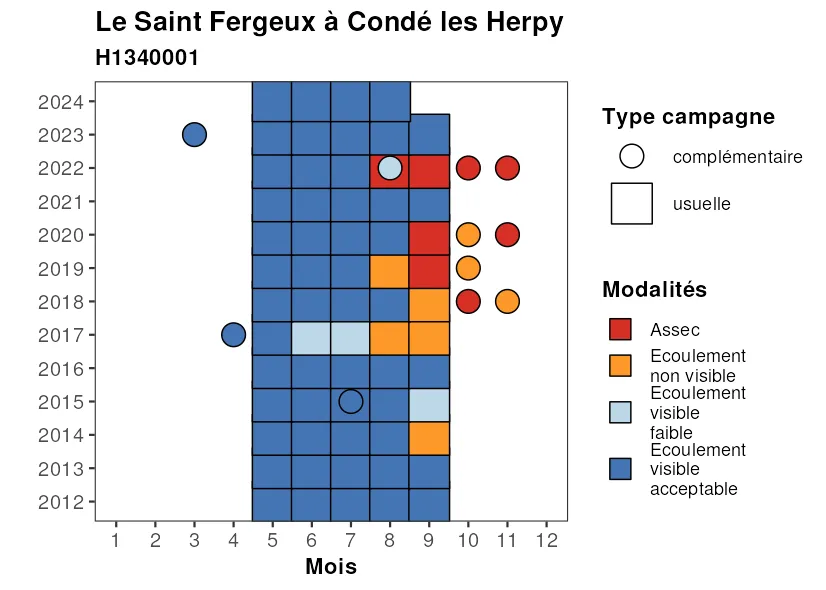 Le Saint Fergeux à Condé les Herpy
H1340001
2024
2023
2022
2021
2020
2019
2018
2017
2016
2015
2014
2013
2012
1 2 3 4 5 6 7 8 9 10 11 12
Mois
Type campagne
complémentaire
usuelle
Modalités
Assec
Ecoulement
non visible
Ecoulement
visible
faible
Ecoulement
visible
acceptable